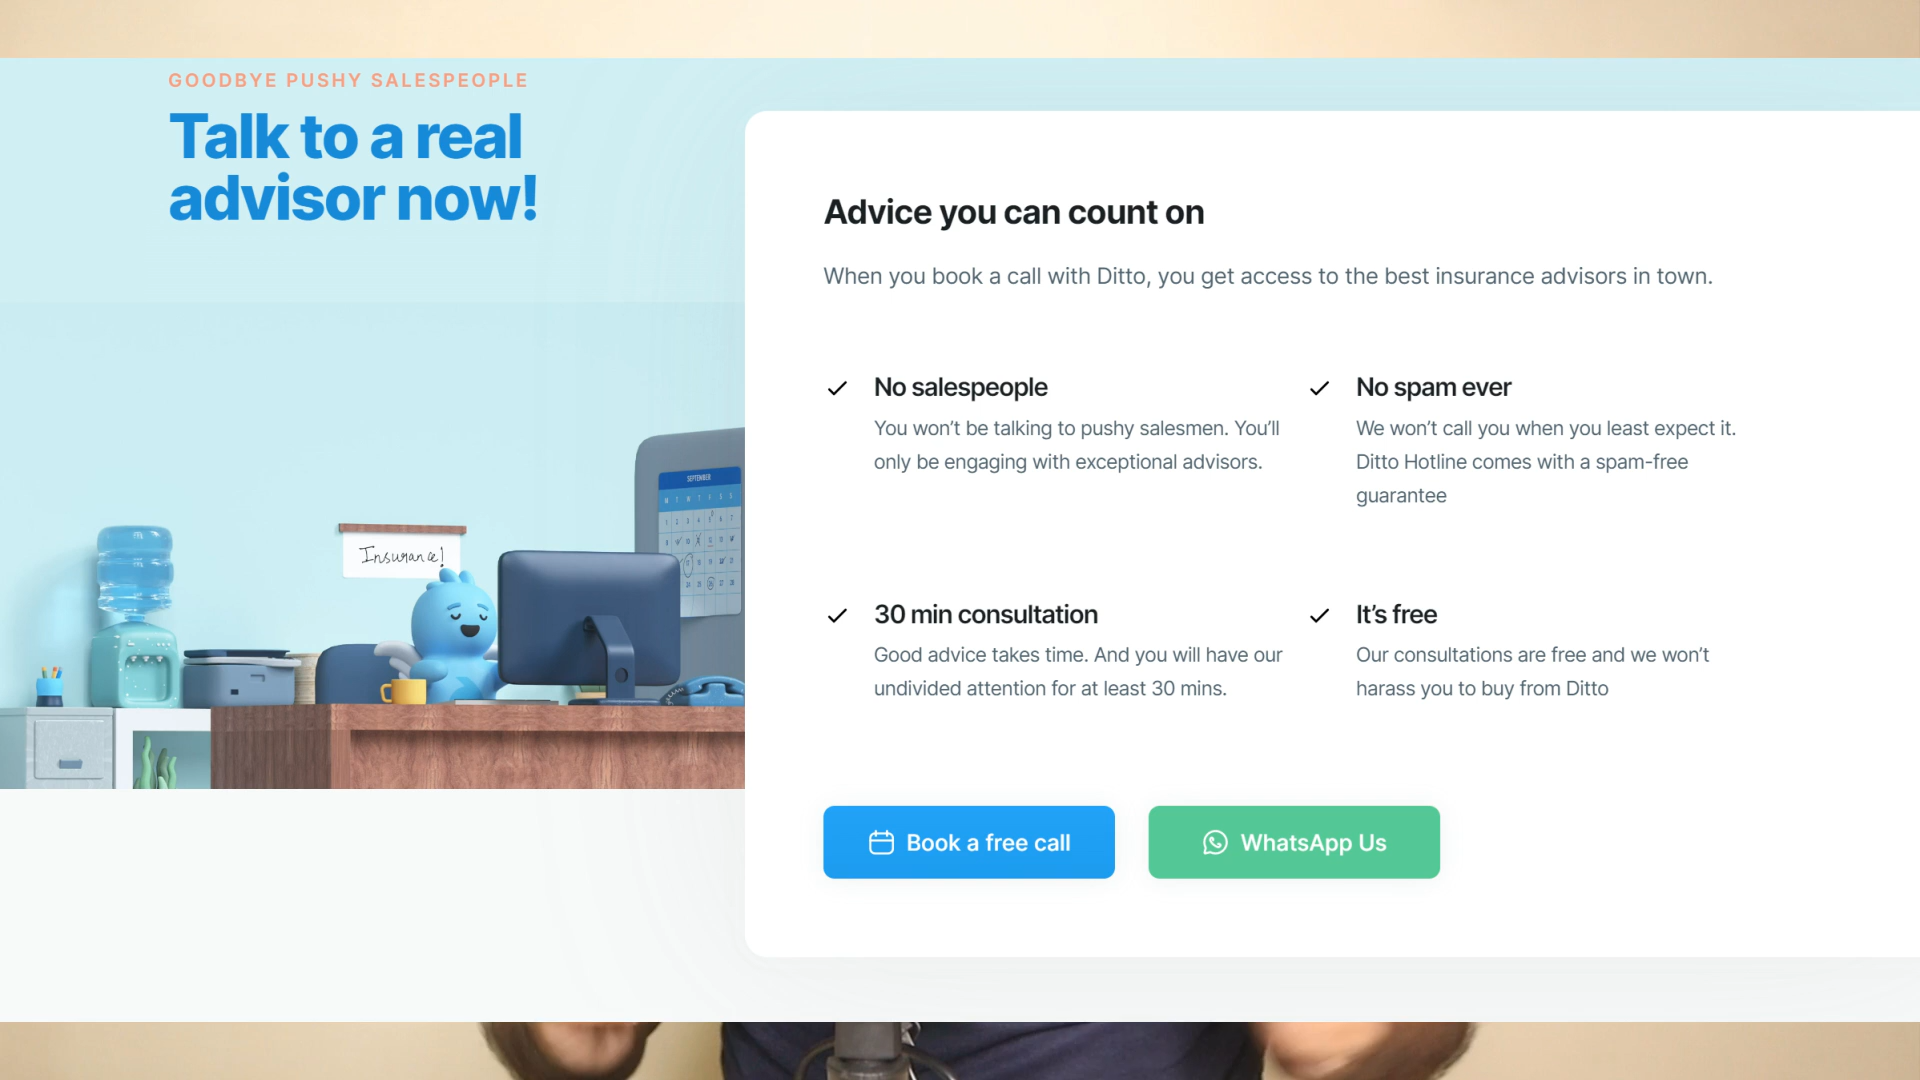 GOODBYE PUSHY SALESPEOPLE
Talk to a real
advisor now!
Insurance!
SEPTEMBER
Advice you can count on
When you book a call with Ditto, you get access to the best insurance advisors in town.
No salespeople
You won’t be talking to pushy salesmen. You’ll
only be engaging with exceptional advisors.
No spam ever
We won’t call you when you least expect it.
Ditto Hotline comes with a spam-free
guarantee
30 min consultation
Good advice takes time. And you will have our
undivided attention for at least 30 mins.
It’s free
Our consultations are free and we won’t
harass you to buy from Ditto
Book a free call
WhatsApp Us